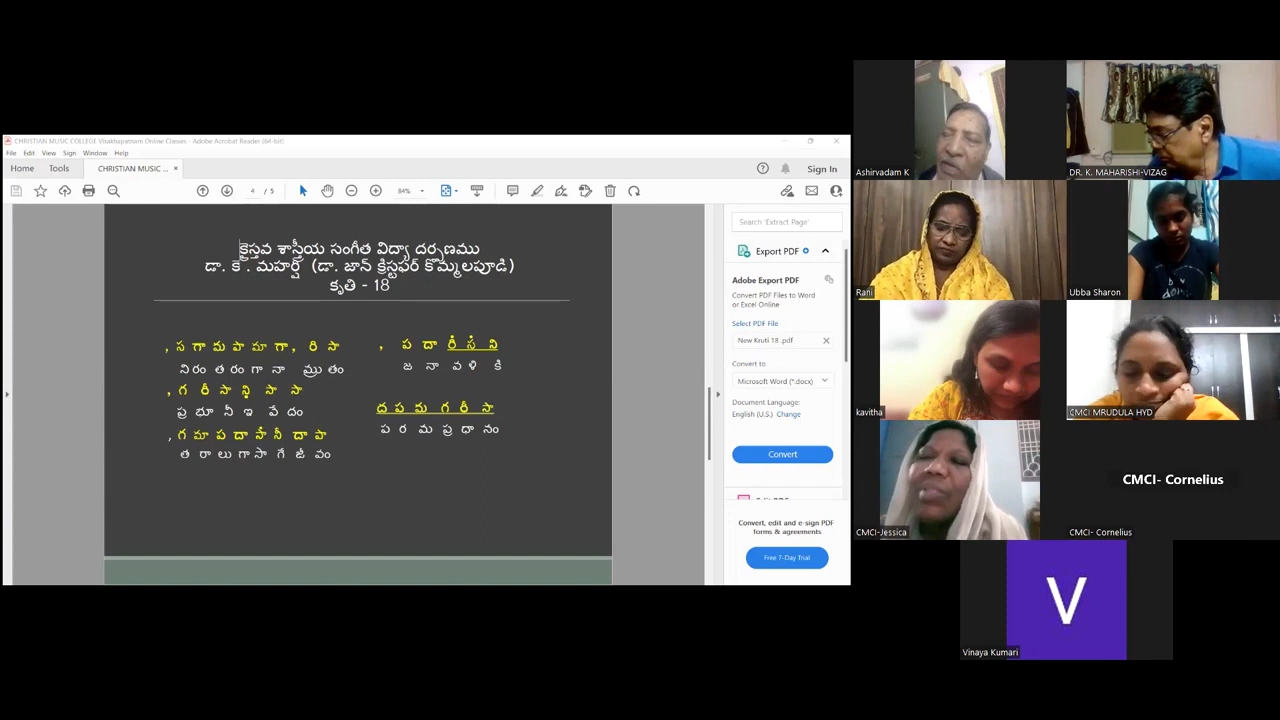 CHRISTIAN MUSIC COLLEGE Visakhapatnam Online Classes - Adobe Acrobat Reader (64-bit)
File Edit View Sign Window Help
Home Tools CHRISTIAN MUSIC ... × Sign In
4 / 5 84%
క్రైస్తవ శాస్త్రీయ సంగీత విద్యా దర్పణము
డా. కె . మహర్షి (డా. జాన్ క్రిస్టఫర్ కొమ్మలపూడి)
కృతి - 18
, స గా మ పా మా గా , రి సా
నిరం తరం గా నా మ్రు తం
, గ రీ సా న్ధి సా సా
ప్ర భూ నీ ఇ వే దం
, గ మా ప దా సా నీ దా పా
త రా లు గా సా గే జీ వం
, ప దా రీ స్ స ని
జ నా వ ళి కి
ద ప మ గ రీ సా
ప ర మ ప్ర ధా నం
Search 'Extract Page'
Export PDF
Adobe Export PDF
Convert PDF Files to Word
or Excel Online
Select PDF File
New Kruti 18 .pdf
Convert to
Microsoft Word (*.docx)
Document Language:
English (U.S.) Change
Convert
Convert, edit and e-sign PDF
forms & agreements
Free 7-Day Trial
Ashirvadam K
DR. K. MAHARISHI-VIZAG
Rani
Ubba Sharon
kavitha
CMCI MRUDULA HYD
CMCI-Jessica
CMCI- Cornelius
CMCI- Cornelius
V
Vinaya Kumari